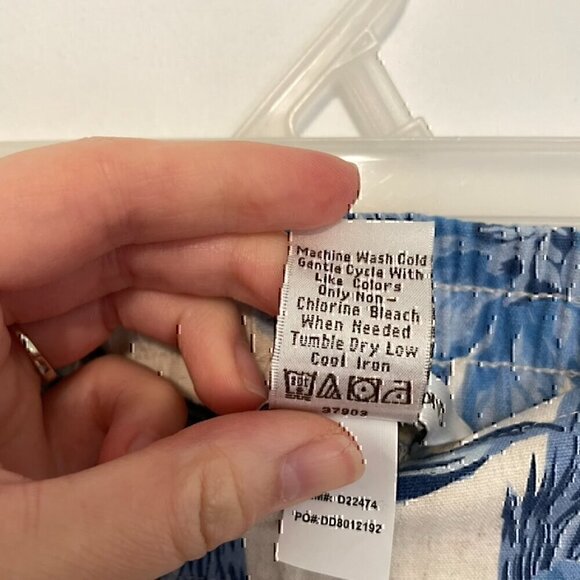 Machine Wash Cold
Gentle Cycle With
Like Colors
Only Non-
Chlorine Bleach
When Needed
Tumble Dry Low
Cool Iron
37903
D22474
PO#:DD8012192